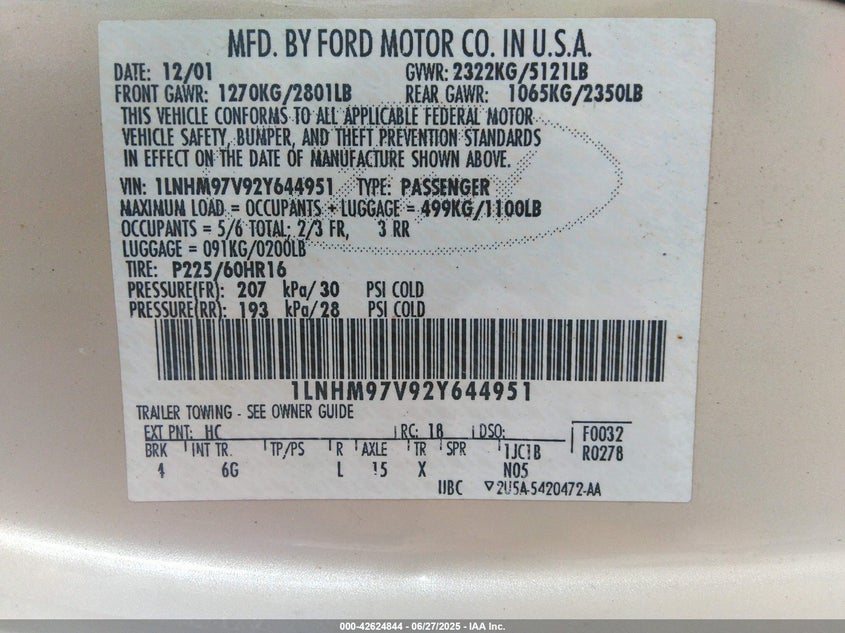 MFD. BY FORD MOTOR CO. IN U.S.A.
DATE: 12/01 GVWR: 2322KG/5121LB
FRONT GAWR: 1270KG/2801LB REAR GAWR: 1065KG/2350LB
THIS VEHICLE CONFORMS TO ALL APPLICABLE FEDERAL MOTOR
VEHICLE SAFETY, BUMPER, AND THEFT PREVENTION STANDARDS
IN EFFECT ON THE DATE OF MANUFACTURE SHOWN ABOVE.
VIN: 1LNHM97V92Y644951 TYPE: PASSENGER
MAXIMUM LOAD = OCCUPANTS + LUGGAGE = 499KG/1100LB
OCCUPANTS = 5/6 TOTAL; 2/3 FR, 3 RR
LUGGAGE = 091KG/0200LB
TIRE: P225/60HR16
PRESSURE(FR): 207 kPa/30 PSI COLD
PRESSURE(RR): 193 kPa/28 PSI COLD
1LNHM97V92Y644951
TRAILER TOWING - SEE OWNER GUIDE
EXT PNT: HC RC: 18 DSO: F0032
BRK INT TR. TP/PS R AXLE TR SPR 1JC1B R0278
4 6G L 15 X N05
UBC ▽2U5A-5420472-AA
000-42624844 / 06/27/2025 - IAA Inc.